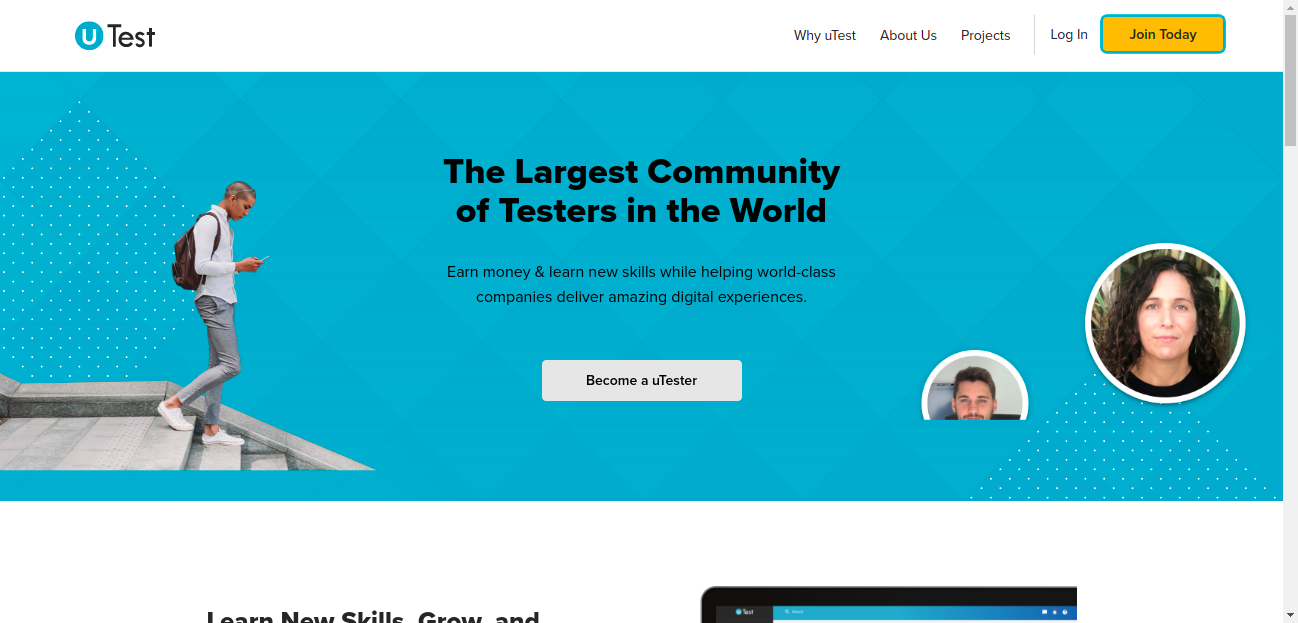 uTest
Why uTest
About Us
Projects
Log In
Join Today
The Largest Community
of Testers in the World
Earn money & learn new skills while helping world-class
companies deliver amazing digital experiences.
Become a uTester
Learn New Skills, Grow, and
uTest
Search